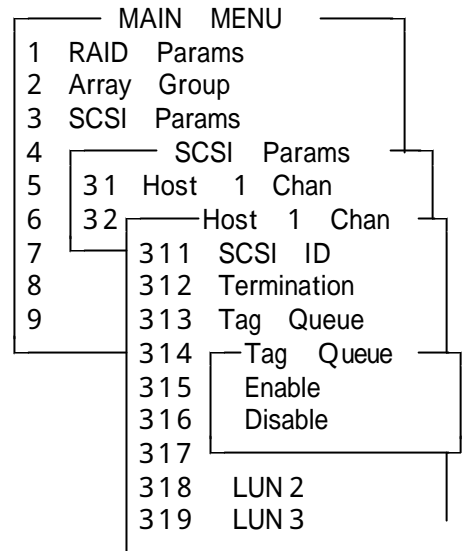 MAIN MENU
1 RAID Params
2 Array Group
3 SCSI Params
4 SCSI Params
5 31 Host 1 Chan
6 32 Host 1 Chan
7 311 SCSI ID
8 312 Termination
9 313 Tag Queue
314 Tag Queue
315 Enable
316 Disable
317
318 LUN 2
319 LUN 3